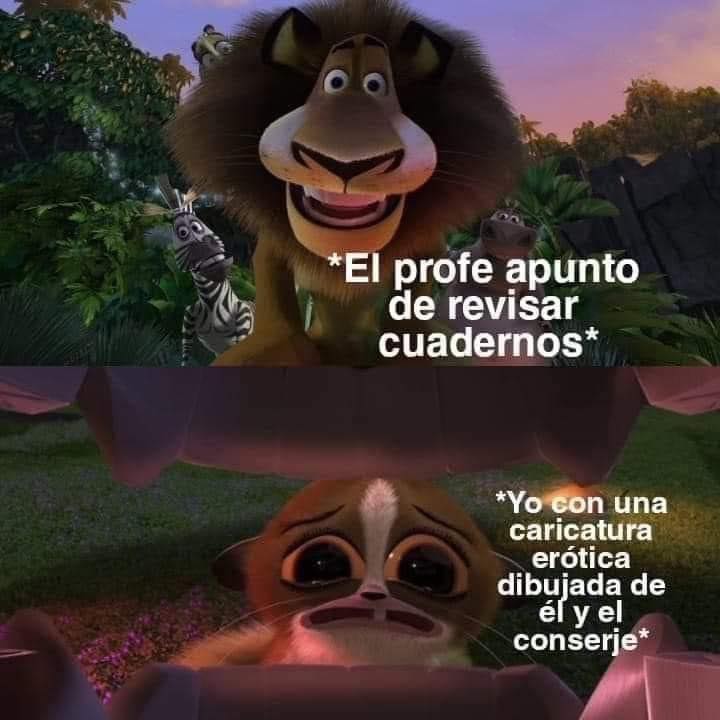 *El profe apunto
de revisar
cuadernos*
*Yo con una
caricatura
erótica
dibujada de
él y el
conserje*